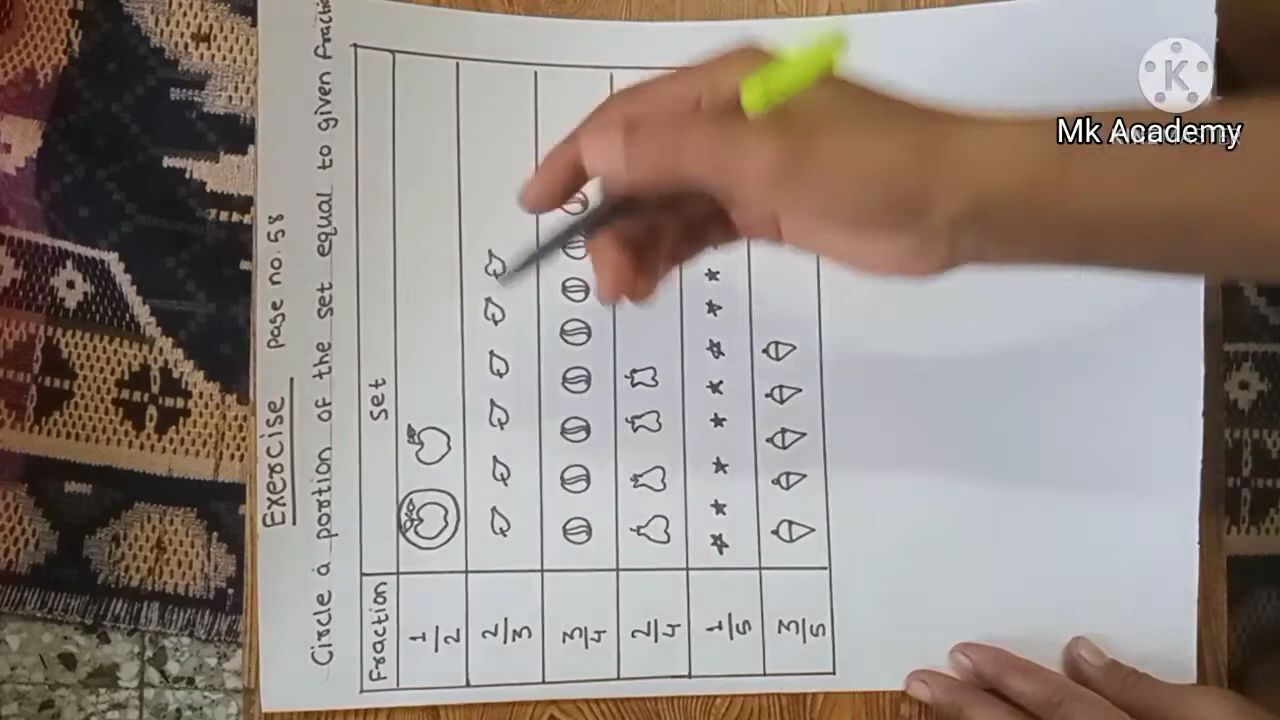 Exercise page no. 58
Circle a portion of the set equal to given
Fraction Set
1/2
2/3
3/4
2/4
1/5
3/5
K
Mk Academy